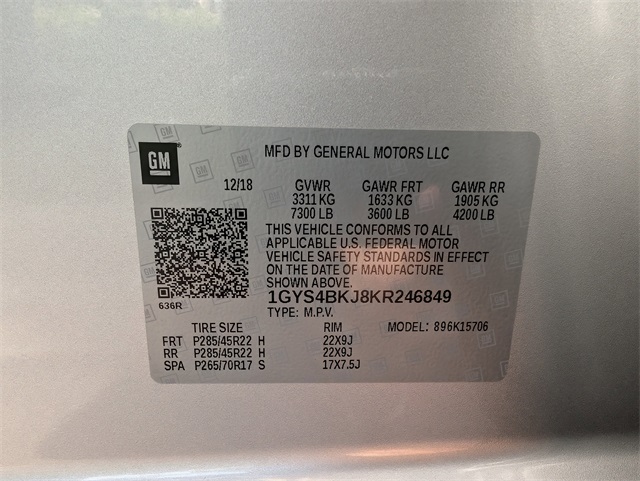 GM
MFD BY GENERAL MOTORS LLC
12/18 GVWR GAWR FRT GAWR RR
3311 KG 1633 KG 1905 KG
7300 LB 3600 LB 4200 LB
THIS VEHICLE CONFORMS TO ALL
APPLICABLE U.S. FEDERAL MOTOR
VEHICLE SAFETY STANDARDS IN EFFECT
ON THE DATE OF MANUFACTURE
SHOWN ABOVE.
1GYS4BKJ8KR246849
636R
TYPE: M.P.V.
TIRE SIZE RIM MODEL: 896K15706
FRT P285/45R22 H 22X9J
RR P285/45R22 H 22X9J
SPA P265/70R17 S 17X7.5J